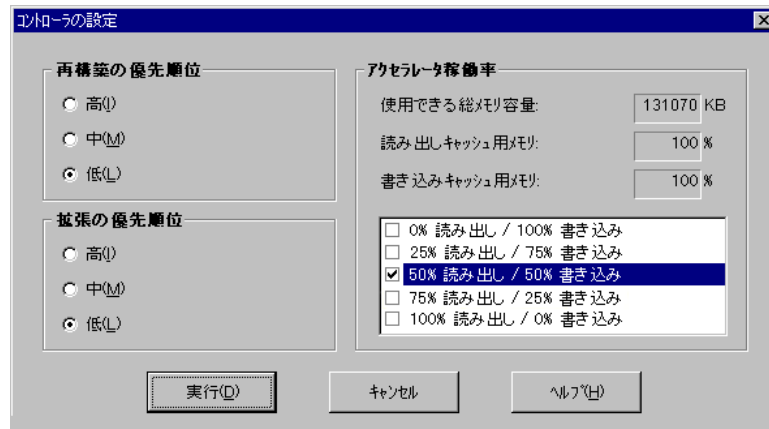 コントローラの設定
再構築の優先順位
高(I)
中(M)
低(L)
拡張の優先順位
高(I)
中(M)
低(L)
アクセラレータ稼働率
使用できる総メモリ容量: 131070 KB
読み出しキャッシュ用メモリ: 100 %
書き込みキャッシュ用メモリ: 100 %
0% 読み出し / 100% 書き込み
25% 読み出し / 75% 書き込み
50% 読み出し / 50% 書き込み
75% 読み出し / 25% 書き込み
100% 読み出し / 0% 書き込み
実行(D)
キャンセル
ヘルプ(H)